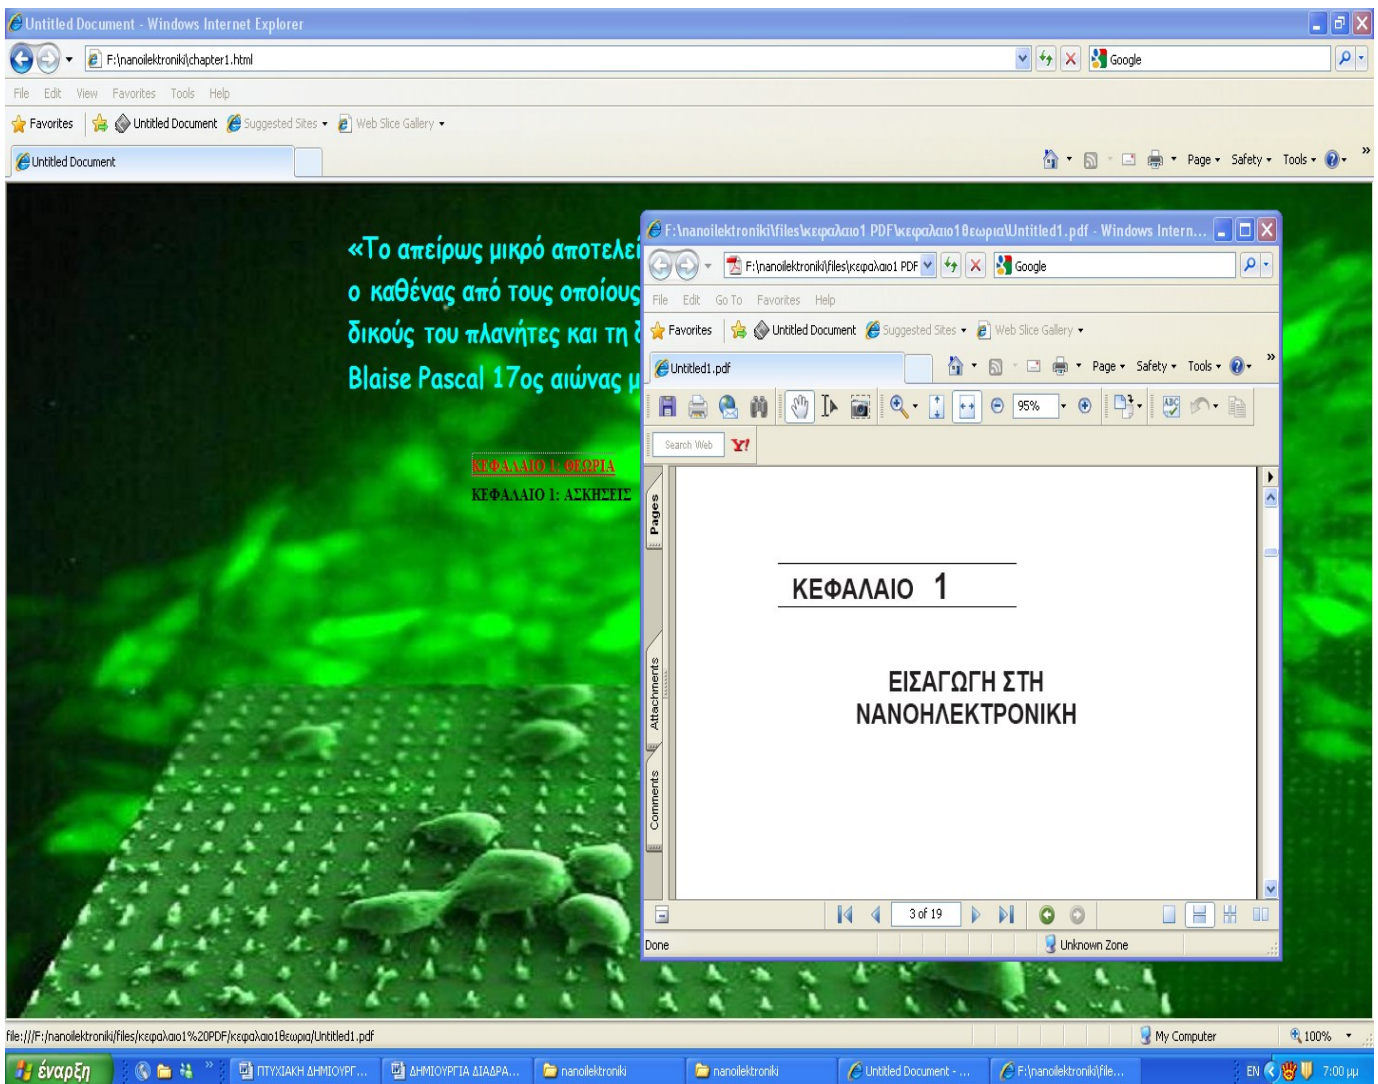 Untitled Document - Windows Internet Explorer
F:\nanoilektroniki\chapter1.html
Google
File Edit View Favorites Tools Help
Favorites Untitled Document Suggested Sites Web Slice Gallery
Untitled Document
Page Safety Tools »
«Το απείρως μικρό αποτελεί
ο καθένας από τους οποίους
δικούς του πλανήτες και τη
Blaise Pascal 17ος αιώνας μ
ΚΕΦΑΛΑΙΟ 1: ΘΕΩΡΙΑ
ΚΕΦΑΛΑΙΟ 1: ΑΣΚΗΣΕΙΣ
F:\nanoilektroniki\files\κεφαλαιο1 PDF\κεφαλαιο1θεωρια\Untitled1.pdf - Windows Intern...
F:\nanoilektroniki\files\κεφαλαιο1 PDF
Google
File Edit Go To Favorites Help
Favorites Untitled Document Suggested Sites Web Slice Gallery
Untitled1.pdf
Page Safety Tools »
95%
ABC
Search Web Y!
Pages
Attachments
Comments
ΚΕΦΑΛΑΙΟ 1
ΕΙΣΑΓΩΓΗ ΣΤΗ
ΝΑΝΟΗΛΕΚΤΡΟΝΙΚΗ
3 of 19
Done Unknown Zone
file:///F:/nanoilektroniki/files/κεφαλαιο1%20PDF/κεφαλαιο1θεωρια/Untitled1.pdf
My Computer 100%
έναρξη » ΠΤΥΧΙΑΚΗ ΔΗΜΙΟΥΡΓ... ΔΗΜΙΟΥΡΓΙΑ ΔΙΑΔΡΑ... nanoilektroniki nanoilektroniki Untitled Document - ... F:\nanoilektroniki\file... EN 7:00 μμ